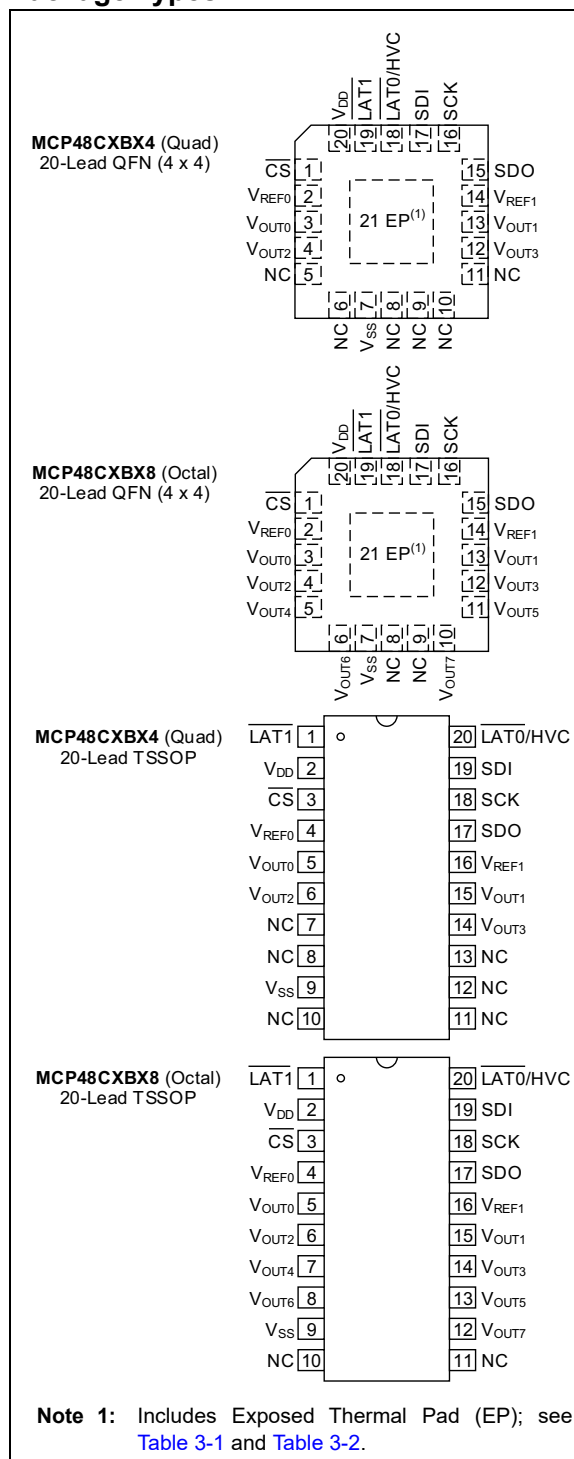 MCP48CXBX4 (Quad)
20-Lead QFN (4 x 4)
VDD
LAT1
LAT0/HVC
SDI
SCK
20 19 18 17 16
CS 1
VREF0 2
VOUT0 3
VOUT2 4
NC 5
21 EP(1)
15 SDO
14 VREF1
13 VOUT1
12 VOUT3
11 NC
6 7 8 9 10
NC
VSS
NC
NC
NC
MCP48CXBX8 (Octal)
20-Lead QFN (4 x 4)
VDD
LAT1
LAT0/HVC
SDI
SCK
20 19 18 17 16
CS 1
VREF0 2
VOUT0 3
VOUT2 4
VOUT4 5
21 EP(1)
15 SDO
14 VREF1
13 VOUT1
12 VOUT3
11 VOUT5
6 7 8 9 10
VOUT6
VSS
NC
NC
VOUT7
MCP48CXBX4 (Quad)
20-Lead TSSOP
LAT1 1 20 LAT0/HVC
VDD 2 19 SDI
CS 3 18 SCK
VREF0 4 17 SDO
VOUT0 5 16 VREF1
VOUT2 6 15 VOUT1
NC 7 14 VOUT3
NC 8 13 NC
VSS 9 12 NC
NC 10 11 NC
MCP48CXBX8 (Octal)
20-Lead TSSOP
LAT1 1 20 LAT0/HVC
VDD 2 19 SDI
CS 3 18 SCK
VREF0 4 17 SDO
VOUT0 5 16 VREF1
VOUT2 6 15 VOUT1
VOUT4 7 14 VOUT3
VOUT6 8 13 VOUT5
VSS 9 12 VOUT7
NC 10 11 NC
Note 1: Includes Exposed Thermal Pad (EP); see
Table 3-1 and Table 3-2.